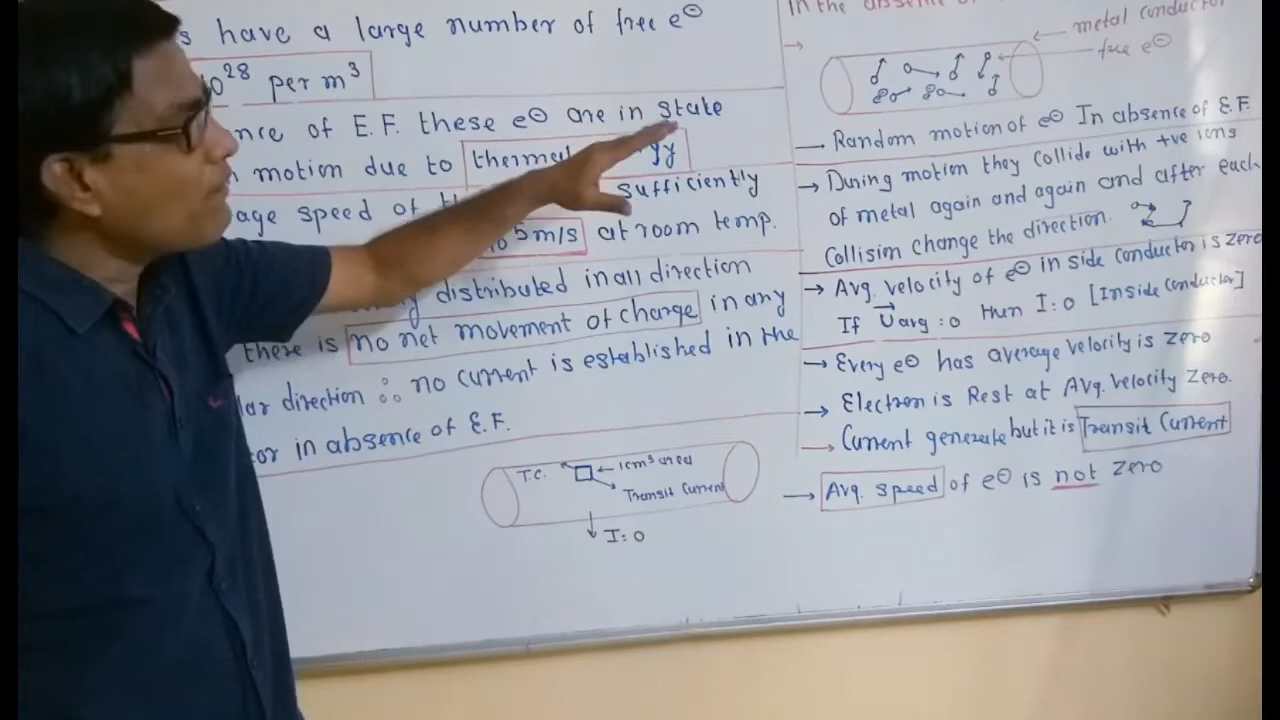 s have a large number of free e⊖
10²⁸ per m³
nce of E.F. these e⊖ are in state
motion due to thermal gy
age speed of th sufficiently
10⁵m/s at room temp.
distributed in all direction
there is no net movement of charge in any
lar direction ∴ no current is established in the
or in absence of E.F.
T.C. ← 1cm³ area
Transit Current
↓ I:0
In the absence of
→
metal conductor
free e⊖
→ Random motion of e⊖ In absence of E.F.
→ During motion they Collide with +ve ions
of metal again and again and after each
Collision change the direction.
→ Avg. velocity of e⊖ in side conductor is zero
If U⃗avg :0 then I:0 [Inside conductor]
→ Every e⊖ has average velocity is zero
→ Electron is Rest at Avg. velocity Zero.
→ Current generate but it is Transit Current
→ Avg. speed of e⊖ is not Zero